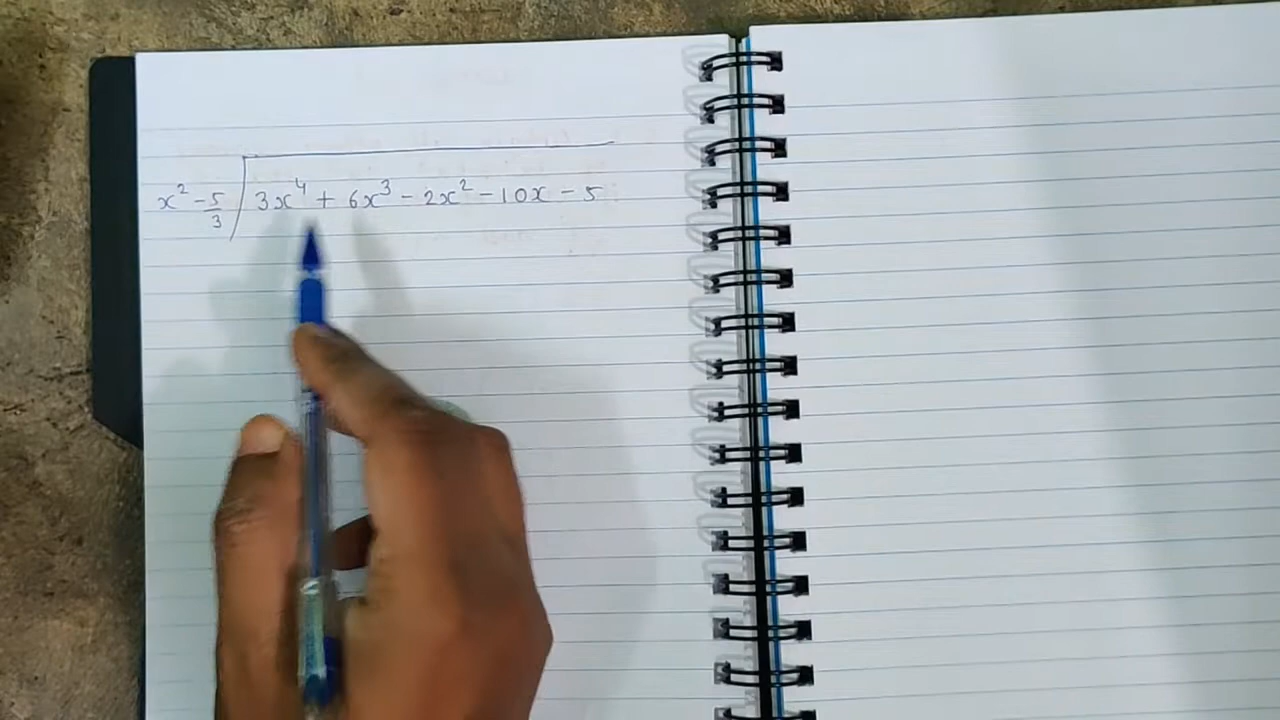 x² - 5/3 ) 3x⁴ + 6x³ - 2x² - 10x - 5